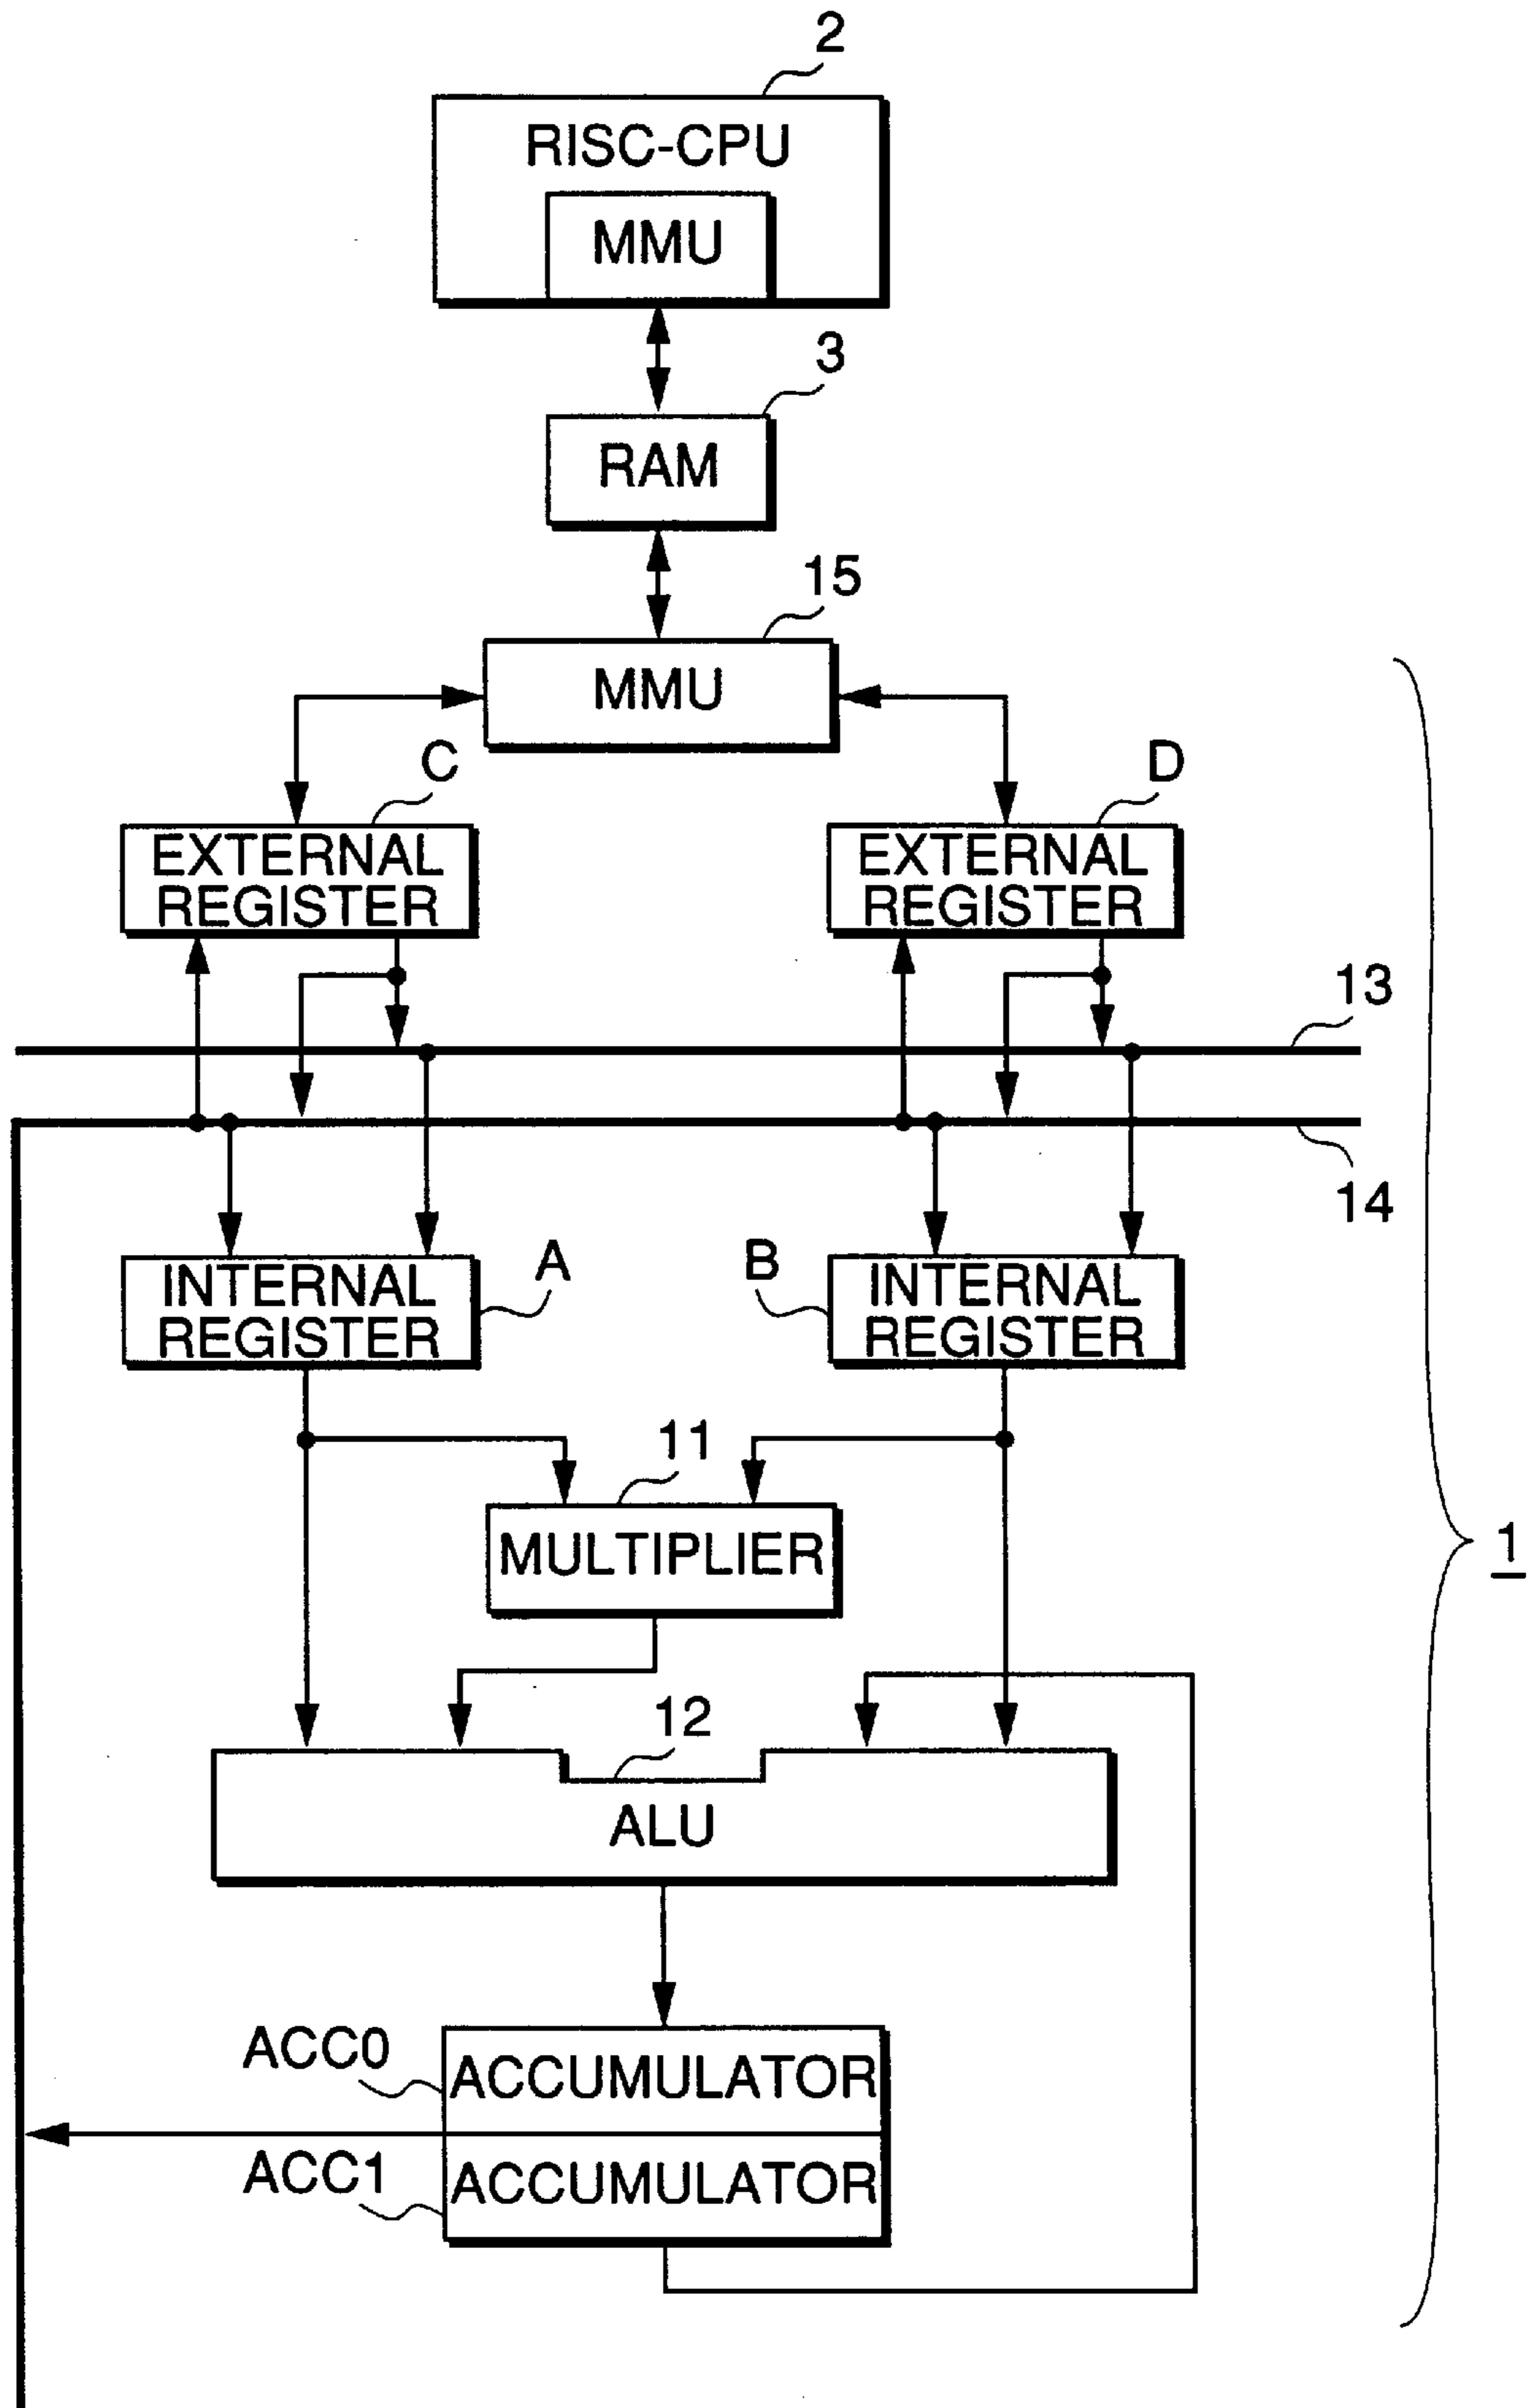 2
RISC-CPU
MMU
3
RAM
15
MMU
C
D
EXTERNAL
REGISTER
EXTERNAL
REGISTER
13
14
A
B
INTERNAL
REGISTER
INTERNAL
REGISTER
11
MULTIPLIER
1
12
ALU
ACC0
ACCUMULATOR
ACC1
ACCUMULATOR